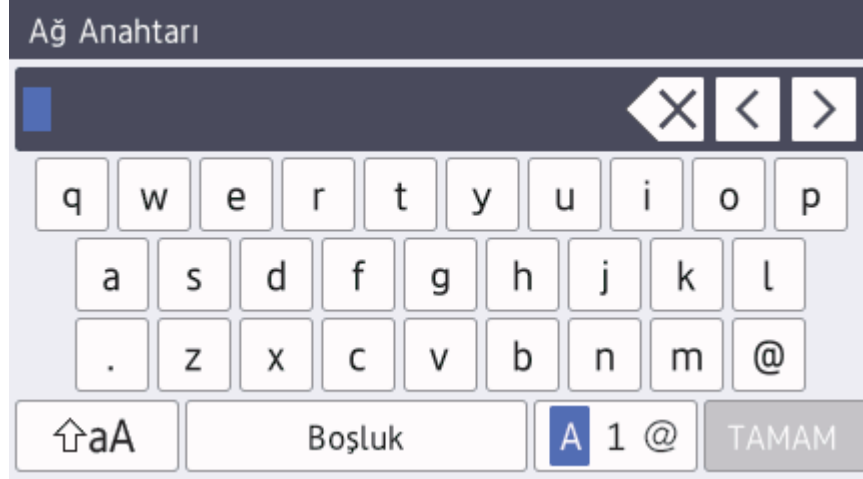 Ağ Anahtarı
q w e r t y u i o p
a s d f g h j k l
. z x c v b n m @
aA Boşluk A 1 @ TAMAM